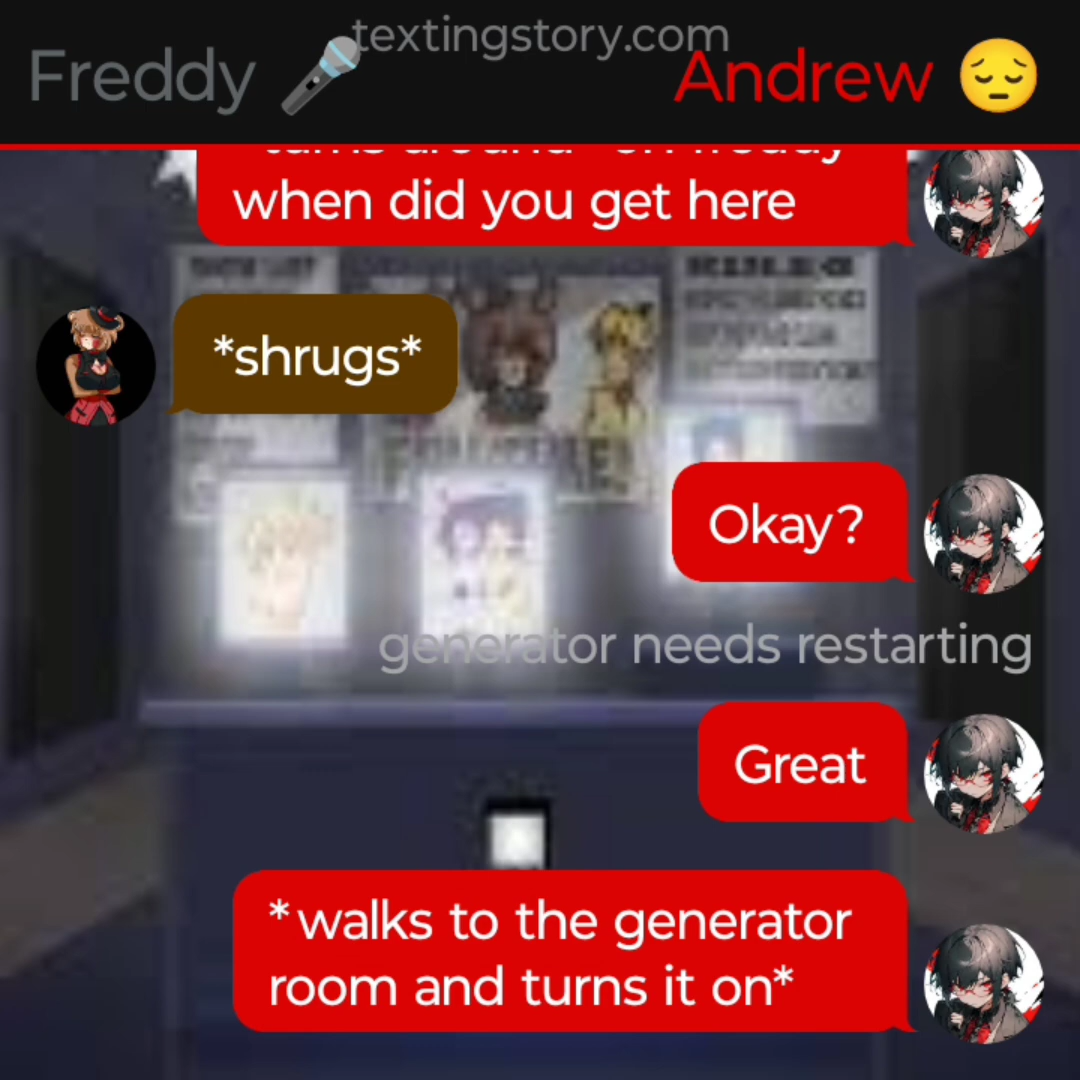 textingstory.com
Freddy 🎤
Andrew 😔
when did you get here
*shrugs*
Okay?
generator needs restarting
Great
*walks to the generator
room and turns it on*